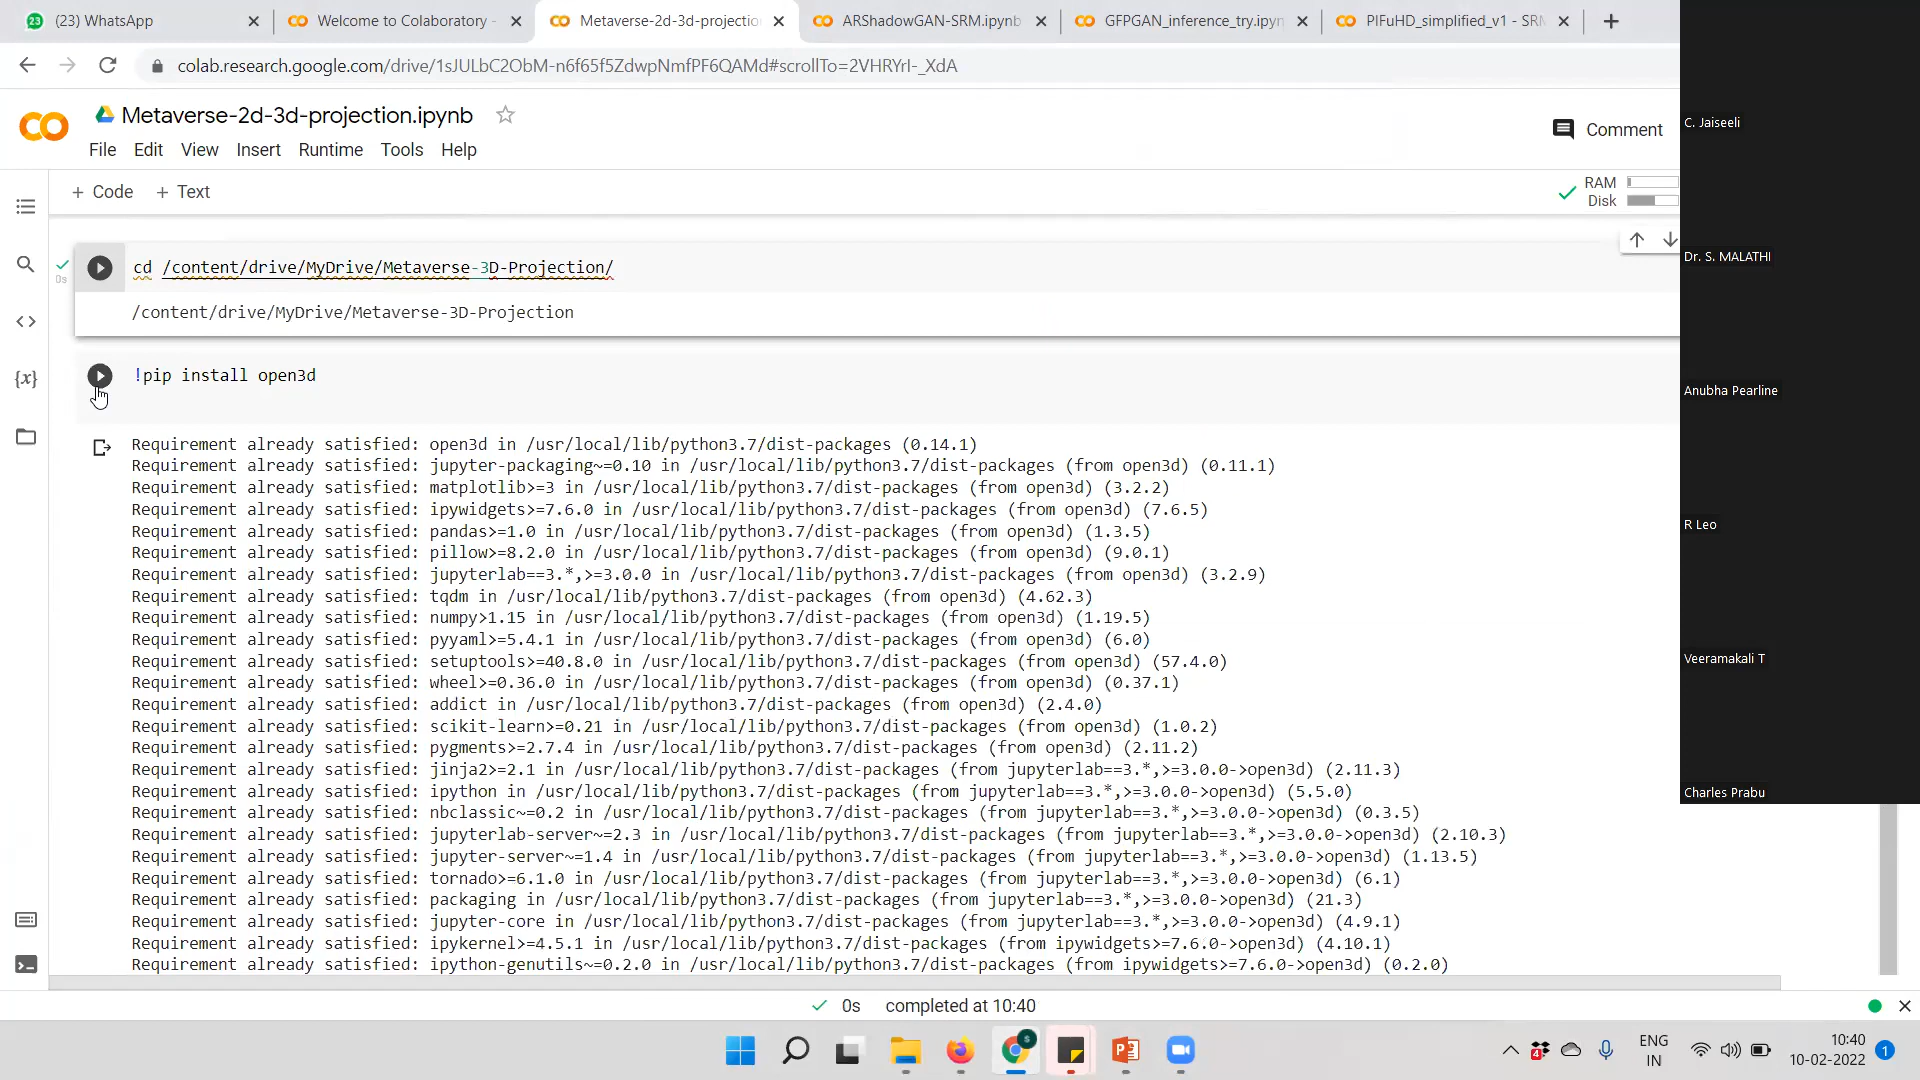 (23) WhatsApp
Welcome to Colaboratory -
Metaverse-2d-3d-projectio
ARShadowGAN-SRM.ipynb
GFPGAN_inference_try.ipyn
PIFuHD_simplified_v1 - SRM
colab.research.google.com/drive/1sJULbC2ObM-n6f65f5ZdwpNmfPF6QAMd#scrollTo=2VHRYrI-_XdA
Metaverse-2d-3d-projection.ipynb
File Edit View Insert Runtime Tools Help
Comment
+ Code + Text
RAM
Disk
cd /content/drive/MyDrive/Metaverse-3D-Projection/
0s
/content/drive/MyDrive/Metaverse-3D-Projection
!pip install open3d
Requirement already satisfied: open3d in /usr/local/lib/python3.7/dist-packages (0.14.1)
Requirement already satisfied: jupyter-packaging~=0.10 in /usr/local/lib/python3.7/dist-packages (from open3d) (0.11.1)
Requirement already satisfied: matplotlib>=3 in /usr/local/lib/python3.7/dist-packages (from open3d) (3.2.2)
Requirement already satisfied: ipywidgets>=7.6.0 in /usr/local/lib/python3.7/dist-packages (from open3d) (7.6.5)
Requirement already satisfied: pandas>=1.0 in /usr/local/lib/python3.7/dist-packages (from open3d) (1.3.5)
Requirement already satisfied: pillow>=8.2.0 in /usr/local/lib/python3.7/dist-packages (from open3d) (9.0.1)
Requirement already satisfied: jupyterlab==3.*,>=3.0.0 in /usr/local/lib/python3.7/dist-packages (from open3d) (3.2.9)
Requirement already satisfied: tqdm in /usr/local/lib/python3.7/dist-packages (from open3d) (4.62.3)
Requirement already satisfied: numpy>1.15 in /usr/local/lib/python3.7/dist-packages (from open3d) (1.19.5)
Requirement already satisfied: pyyaml>=5.4.1 in /usr/local/lib/python3.7/dist-packages (from open3d) (6.0)
Requirement already satisfied: setuptools>=40.8.0 in /usr/local/lib/python3.7/dist-packages (from open3d) (57.4.0)
Requirement already satisfied: wheel>=0.36.0 in /usr/local/lib/python3.7/dist-packages (from open3d) (0.37.1)
Requirement already satisfied: addict in /usr/local/lib/python3.7/dist-packages (from open3d) (2.4.0)
Requirement already satisfied: scikit-learn>=0.21 in /usr/local/lib/python3.7/dist-packages (from open3d) (1.0.2)
Requirement already satisfied: pygments>=2.7.4 in /usr/local/lib/python3.7/dist-packages (from open3d) (2.11.2)
Requirement already satisfied: jinja2>=2.1 in /usr/local/lib/python3.7/dist-packages (from jupyterlab==3.*,>=3.0.0->open3d) (2.11.3)
Requirement already satisfied: ipython in /usr/local/lib/python3.7/dist-packages (from jupyterlab==3.*,>=3.0.0->open3d) (5.5.0)
Requirement already satisfied: nbclassic~=0.2 in /usr/local/lib/python3.7/dist-packages (from jupyterlab==3.*,>=3.0.0->open3d) (0.3.5)
Requirement already satisfied: jupyterlab-server~=2.3 in /usr/local/lib/python3.7/dist-packages (from jupyterlab==3.*,>=3.0.0->open3d) (2.10.3)
Requirement already satisfied: jupyter-server~=1.4 in /usr/local/lib/python3.7/dist-packages (from jupyterlab==3.*,>=3.0.0->open3d) (1.13.5)
Requirement already satisfied: tornado>=6.1.0 in /usr/local/lib/python3.7/dist-packages (from jupyterlab==3.*,>=3.0.0->open3d) (6.1)
Requirement already satisfied: packaging in /usr/local/lib/python3.7/dist-packages (from jupyterlab==3.*,>=3.0.0->open3d) (21.3)
Requirement already satisfied: jupyter-core in /usr/local/lib/python3.7/dist-packages (from jupyterlab==3.*,>=3.0.0->open3d) (4.9.1)
Requirement already satisfied: ipykernel>=4.5.1 in /usr/local/lib/python3.7/dist-packages (from ipywidgets>=7.6.0->open3d) (4.10.1)
Requirement already satisfied: ipython-genutils~=0.2.0 in /usr/local/lib/python3.7/dist-packages (from ipywidgets>=7.6.0->open3d) (0.2.0)
0s completed at 10:40
C. Jaiseeli
Dr. S. MALATHI
Anubha Pearline
R Leo
Veeramakali T
Charles Prabu
ENG
IN
10:40
10-02-2022
1